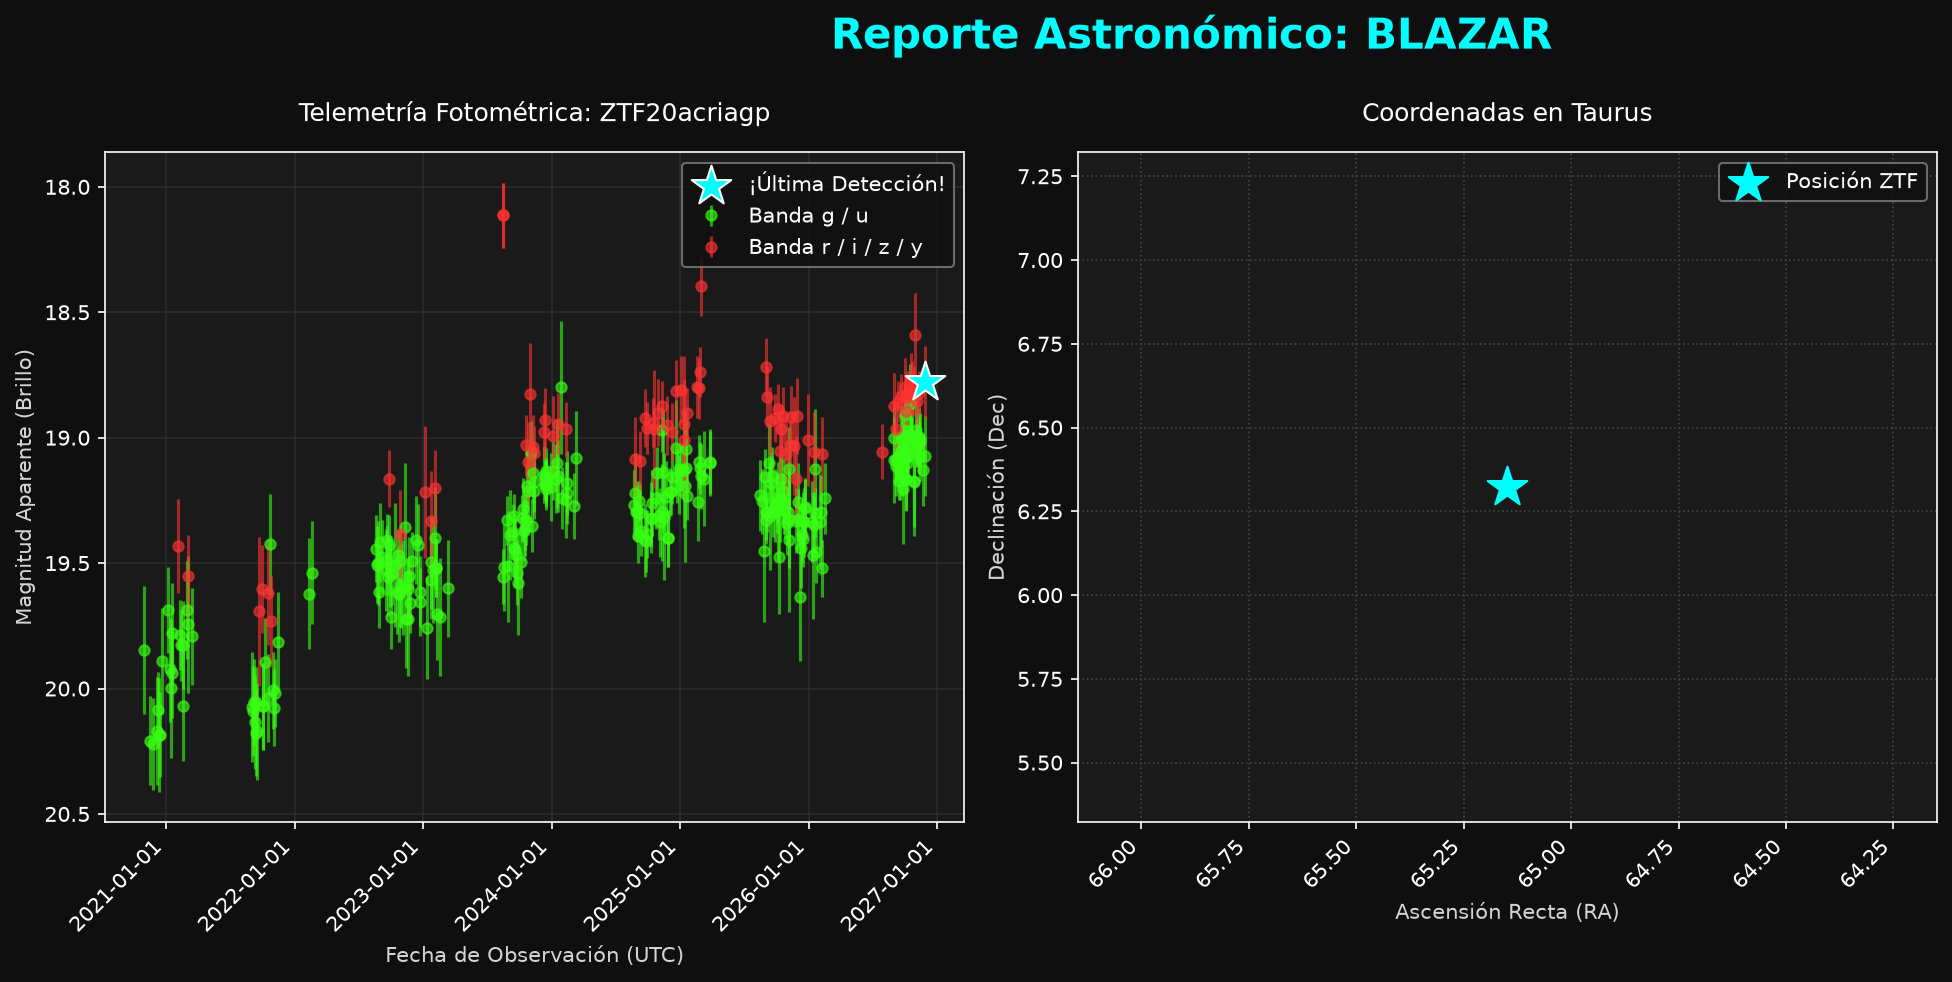 Reporte Astronómico: BLAZAR
Telemetría Fotométrica: ZTF20acriagp
¡Última Detección!
Banda g / u
Banda r / i / z / y
Magnitud Aparente (Brillo)
18.0
18.5
19.0
19.5
20.0
20.5
2021-01-01
2022-01-01
2023-01-01
2024-01-01
2025-01-01
2026-01-01
2027-01-01
Fecha de Observación (UTC)
Coordenadas en Taurus
Posición ZTF
Declinación (Dec)
7.25
7.00
6.75
6.50
6.25
6.00
5.75
5.50
66.00
65.75
65.50
65.25
65.00
64.75
64.50
64.25
Ascensión Recta (RA)